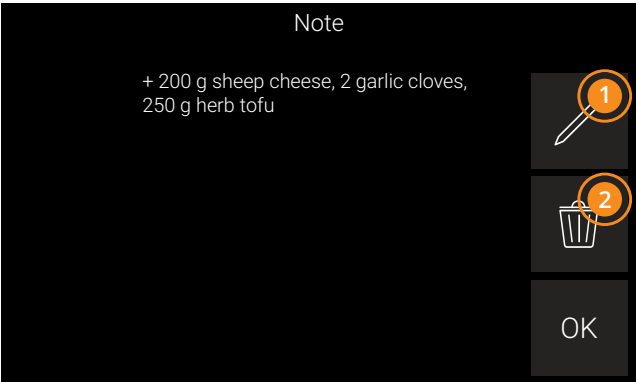 Note
+ 200 g sheep cheese, 2 garlic cloves,
250 g herb tofu
1
2
OK